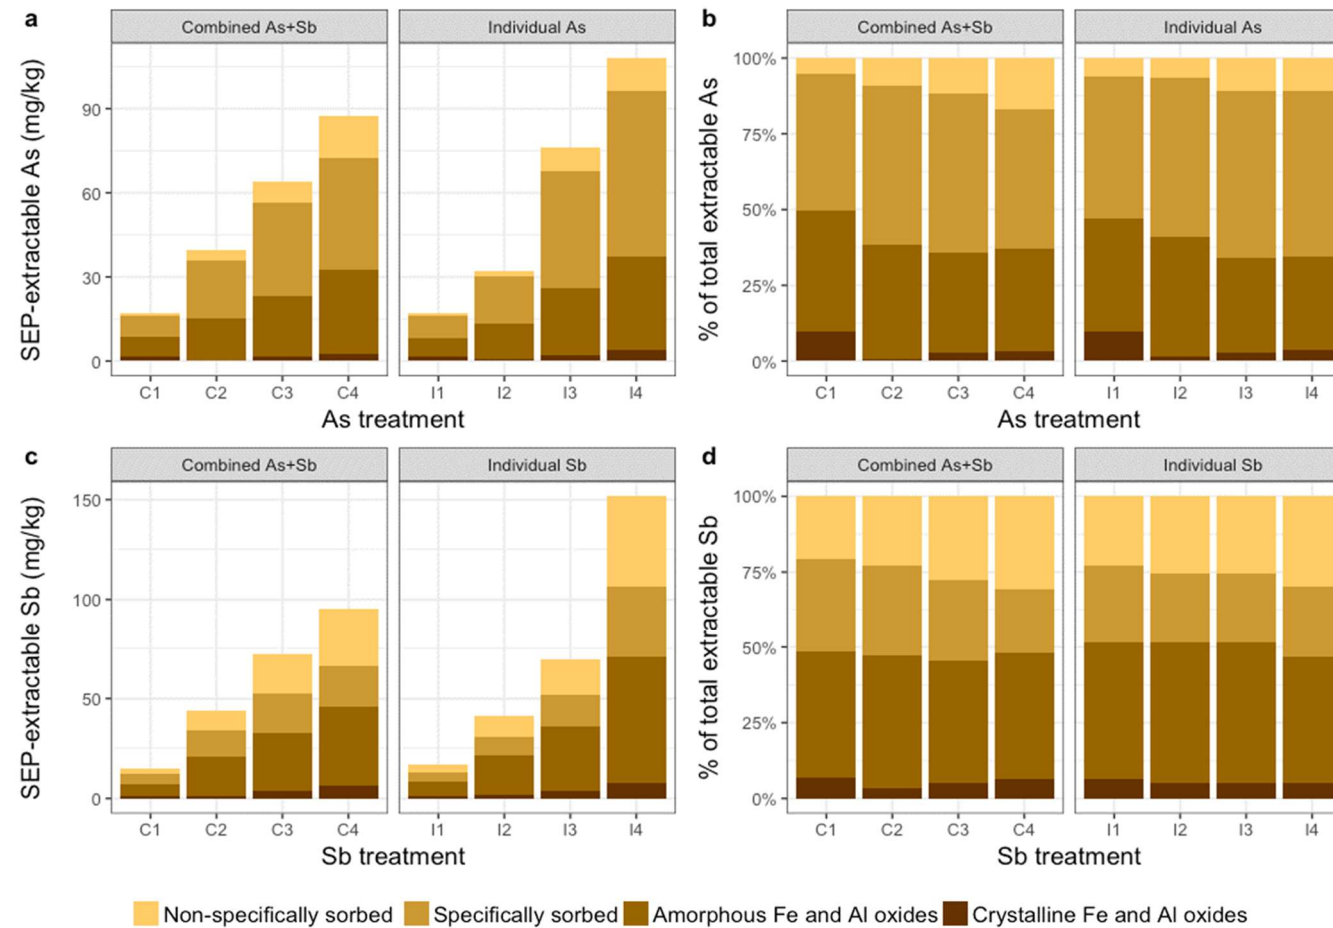 a
Combined As+Sb
Individual As
SEP-extractable As (mg/kg)
90
60
30
0
C1 C2 C3 C4
I1 I2 I3 I4
As treatment
b
Combined As+Sb
Individual As
% of total extractable As
100%
75%
50%
25%
0%
C1 C2 C3 C4
I1 I2 I3 I4
As treatment
c
Combined As+Sb
Individual Sb
SEP-extractable Sb (mg/kg)
150
100
50
0
C1 C2 C3 C4
I1 I2 I3 I4
Sb treatment
d
Combined As+Sb
Individual Sb
% of total extractable Sb
100%
75%
50%
25%
0%
C1 C2 C3 C4
I1 I2 I3 I4
Sb treatment
Non-specifically sorbed Specifically sorbed Amorphous Fe and Al oxides Crystalline Fe and Al oxides